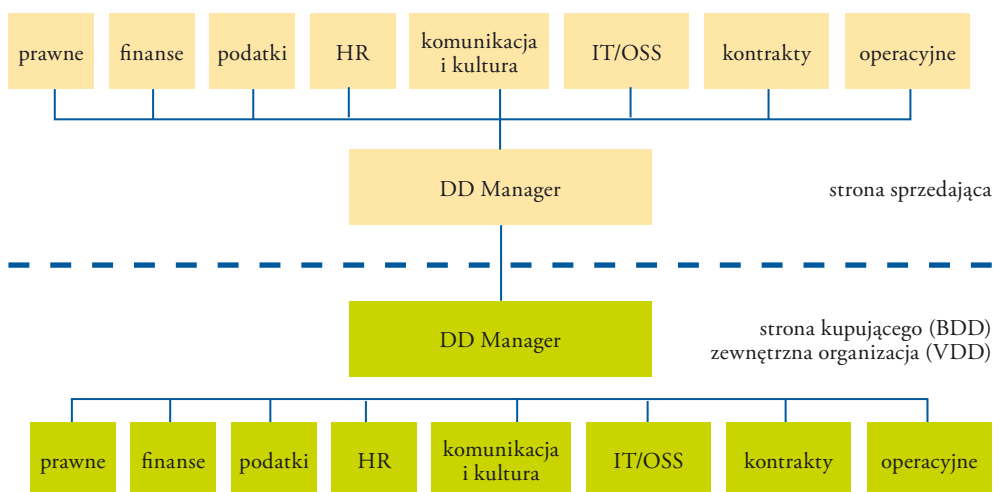 prawne
finanse
podatki
HR
komunikacja
i kultura
IT/OSS
kontrakty
operacyjne
DD Manager
strona sprzedająca
DD Manager
strona kupującego (BDD)
zewnętrzna organizacja (VDD)
prawne
finanse
podatki
HR
komunikacja
i kultura
IT/OSS
kontrakty
operacyjne